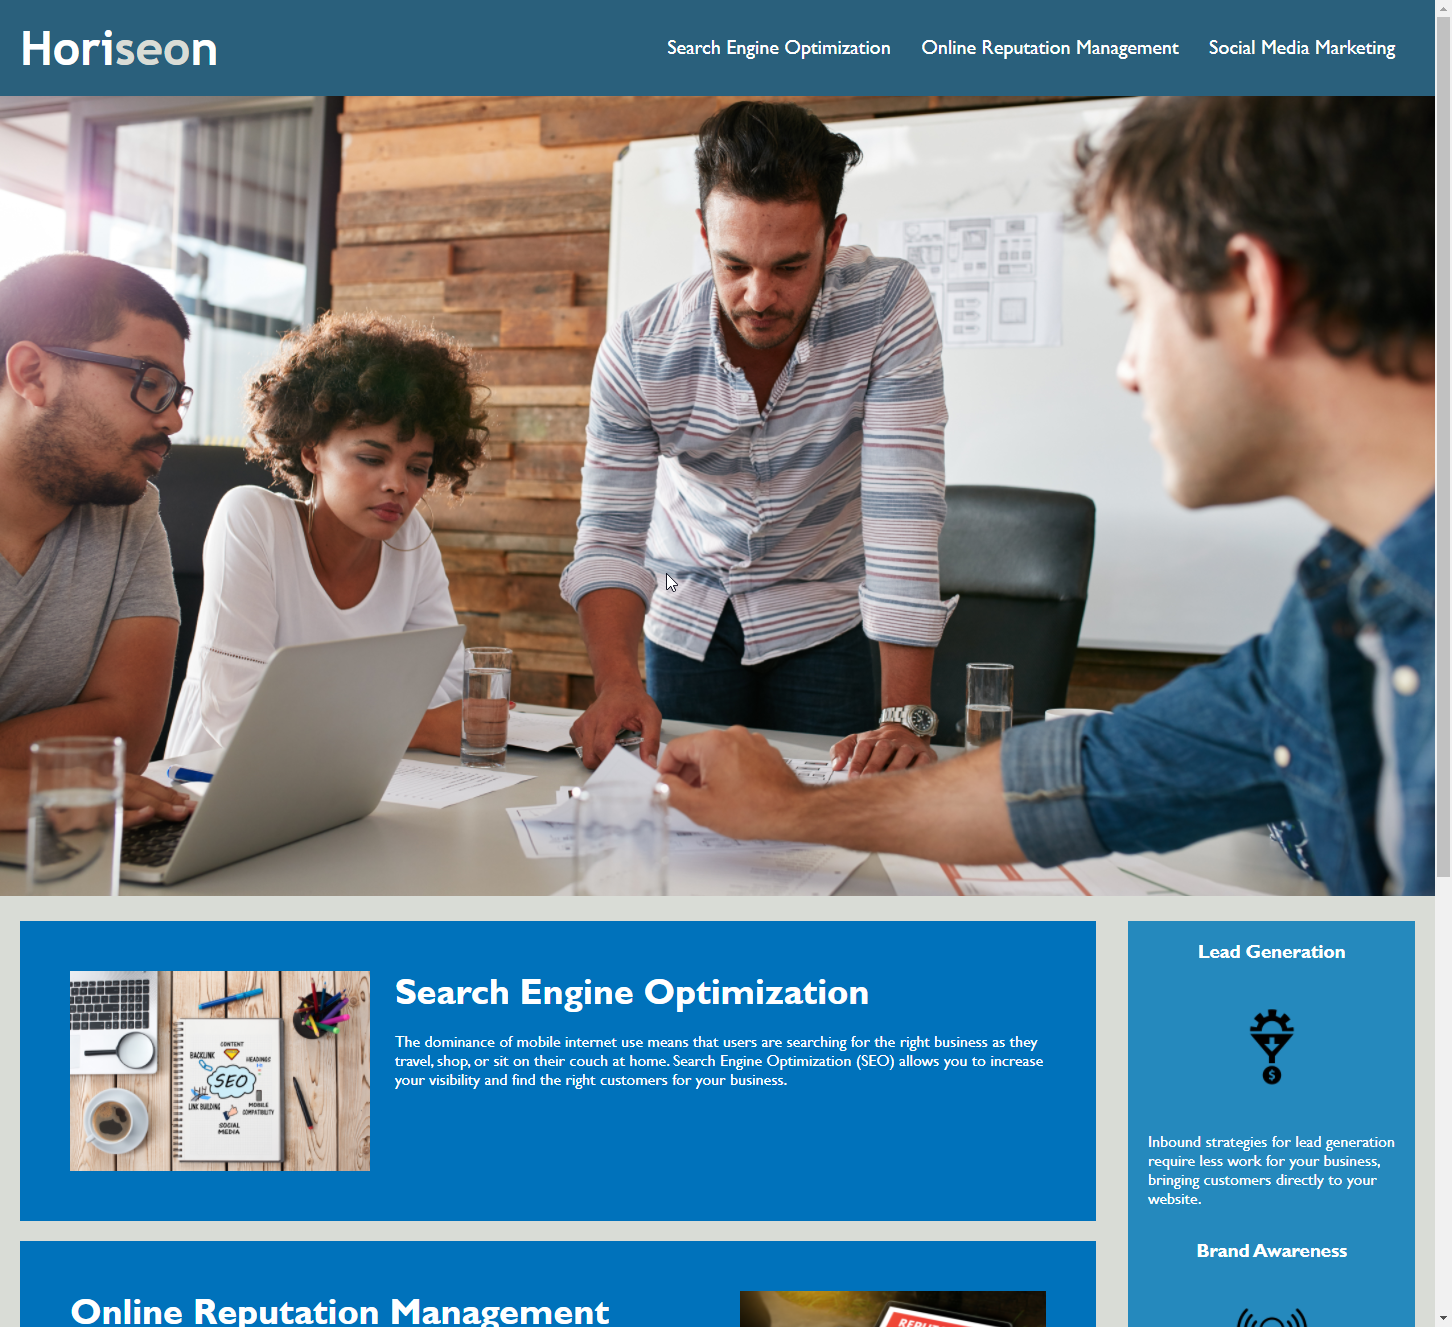 Horiseon
Search Engine Optimization
Online Reputation Management
Social Media Marketing
Search Engine Optimization
The dominance of mobile internet use means that users are searching for the right business as they
travel, shop, or sit on their couch at home. Search Engine Optimization (SEO) allows you to increase
your visibility and find the right customers for your business.
CONTENT
BACKLINK
HEADINGS
SEO
LINK BUILDING
MOBILE
COMPATIBILITY
SOCIAL
MEDIA
Lead Generation
$
Inbound strategies for lead generation
require less work for your business,
bringing customers directly to your
website.
Brand Awareness
Online Reputation Management